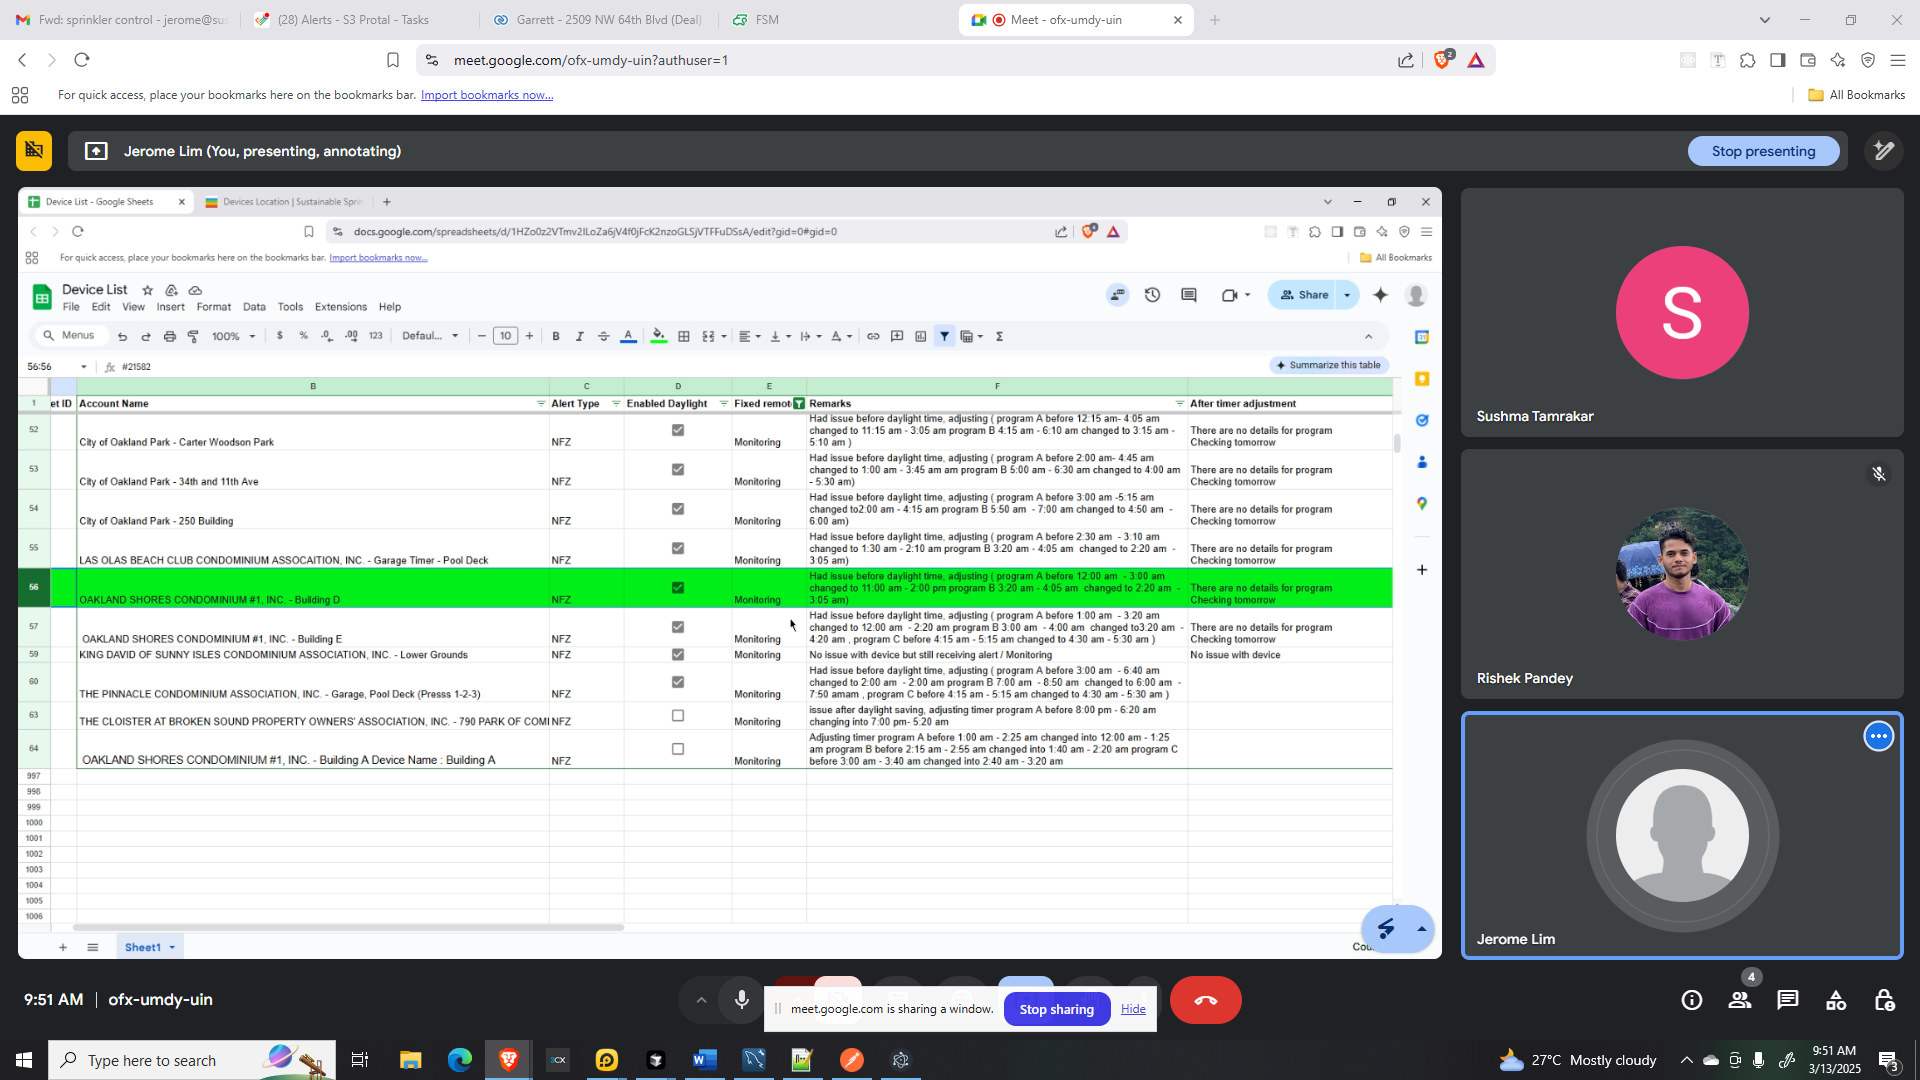 Fwd: sprinkler control - jerome@sus
(28) Alerts - S3 Protal - Tasks
Garrett - 2509 NW 64th Blvd (Deal)
FSM
Meet - ofx-umdy-uin
meet.google.com/ofx-umdy-uin?authuser=1
2
For quick access, place your bookmarks here on the bookmarks bar. Import bookmarks now...
All Bookmarks
Jerome Lim (You, presenting, annotating)
Stop presenting
Device List - Google Sheets
Devices Location | Sustainable Sprin
docs.google.com/spreadsheets/d/1HZo0z2VTmv2ILoZa6jV4f0jFcK2nzoGLSjVTFFuDSsA/edit?gid=0#gid=0
For quick access, place your bookmarks here on the bookmarks bar. Import bookmarks now...
All Bookmarks
Device List
File Edit View Insert Format Data Tools Extensions Help
Share
Menus 100% $ % .0 .00 123 Defaul... 10 B I A
56:56 #21582
Summarize this table
B C D E F
1 et ID Account Name Alert Type Enabled Daylight Fixed remot Remarks After timer adjustment
52 City of Oakland Park - Carter Woodson Park NFZ Monitoring
Had issue before daylight time, adjusting ( program A before 12:15 am- 4:05 am
changed to 11:15 am - 3:05 am program B 4:15 am - 6:10 am changed to 3:15 am -
5:10 am )
There are no details for program
Checking tomorrow
53 City of Oakland Park - 34th and 11th Ave NFZ Monitoring
Had issue before daylight time, adjusting ( program A before 2:00 am- 4:45 am
changed to 1:00 am - 3:45 am am program B 5:00 am - 6:30 am changed to 4:00 am
- 5:30 am)
There are no details for program
Checking tomorrow
54 City of Oakland Park - 250 Building NFZ Monitoring
Had issue before daylight time, adjusting ( program A before 3:00 am -5:15 am
changed to2:00 am - 4:15 am program B 5:50 am - 7:00 am changed to 4:50 am -
6:00 am)
There are no details for program
Checking tomorrow
55 LAS OLAS BEACH CLUB CONDOMINIUM ASSOCAITION, INC. - Garage Timer - Pool Deck NFZ Monitoring
Had issue before daylight time, adjusting ( program A before 2:30 am - 3:10 am
changed to 1:30 am - 2:10 am program B 3:20 am - 4:05 am changed to 2:20 am -
3:05 am)
There are no details for program
Checking tomorrow
56 OAKLAND SHORES CONDOMINIUM #1, INC. - Building D NFZ Monitoring
Had issue before daylight time, adjusting ( program A before 12:00 am - 3:00 am
changed to 11:00 am - 2:00 pm program B 3:20 am - 4:05 am changed to 2:20 am -
3:05 am)
There are no details for program
Checking tomorrow
57 OAKLAND SHORES CONDOMINIUM #1, INC. - Building E NFZ Monitoring
Had issue before daylight time, adjusting ( program A before 1:00 am - 3:20 am
changed to 12:00 am - 2:20 am program B 3:00 am - 4:00 am changed to3:20 am -
4:20 am , program C before 4:15 am - 5:15 am changed to 4:30 am - 5:30 am )
There are no details for program
Checking tomorrow
59 KING DAVID OF SUNNY ISLES CONDOMINIUM ASSOCIATION, INC. - Lower Grounds NFZ Monitoring No issue with device but still receiving alert / Monitoring No issue with device
60 THE PINNACLE CONDOMINIUM ASSOCIATION, INC. - Garage, Pool Deck (Presss 1-2-3) NFZ Monitoring
Had issue before daylight time, adjusting ( program A before 3:00 am - 6:40 am
changed to 2:00 am - 2:00 am program B 7:00 am - 8:50 am changed to 6:00 am -
7:50 amam , program C before 4:15 am - 5:15 am changed to 4:30 am - 5:30 am )
63 THE CLOISTER AT BROKEN SOUND PROPERTY OWNERS' ASSOCIATION, INC. - 790 PARK OF COM NFZ Monitoring
issue after daylight saving, adjusting timer program A before 8:00 pm - 6:20 am
changing into 7:00 pm- 5:20 am
64 OAKLAND SHORES CONDOMINIUM #1, INC. - Building A Device Name : Building A NFZ Monitoring
Adjusting timer program A before 1:00 am - 2:25 am changed into 12:00 am - 1:25
am program B before 2:15 am - 2:55 am changed into 1:40 am - 2:20 am program C
before 3:00 am - 3:40 am changed into 2:40 am - 3:20 am
997
998
999
1000
1001
1002
1003
1004
1005
1006
Sheet1
Cou
S
Sushma Tamrakar
Rishek Pandey
Jerome Lim
9:51 AM | ofx-umdy-uin
meet.google.com is sharing a window.
Stop sharing
Hide
4
Type here to search
27°C Mostly cloudy
9:51 AM
3/13/2025
3